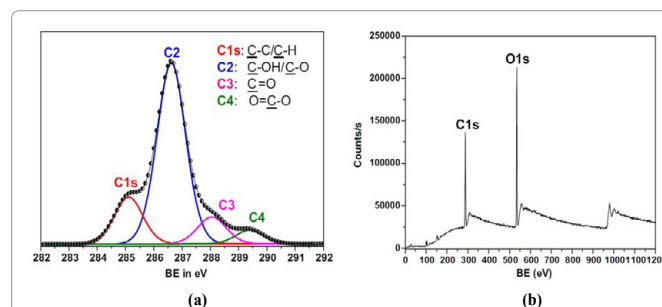 C2
C1s: C-C/C-H
C2: C-OH/C-O
C3: C=O
C4: O=C-O
C1s
C3
C4
282 283 284 285 286 287 288 289 290 291 292
BE in eV
(a)
250000
200000
150000
100000
50000
0
Counts/s
O1s
C1s
0 100 200 300 400 500 600 700 800 900 1000 1100 120
BE (eV)
(b)